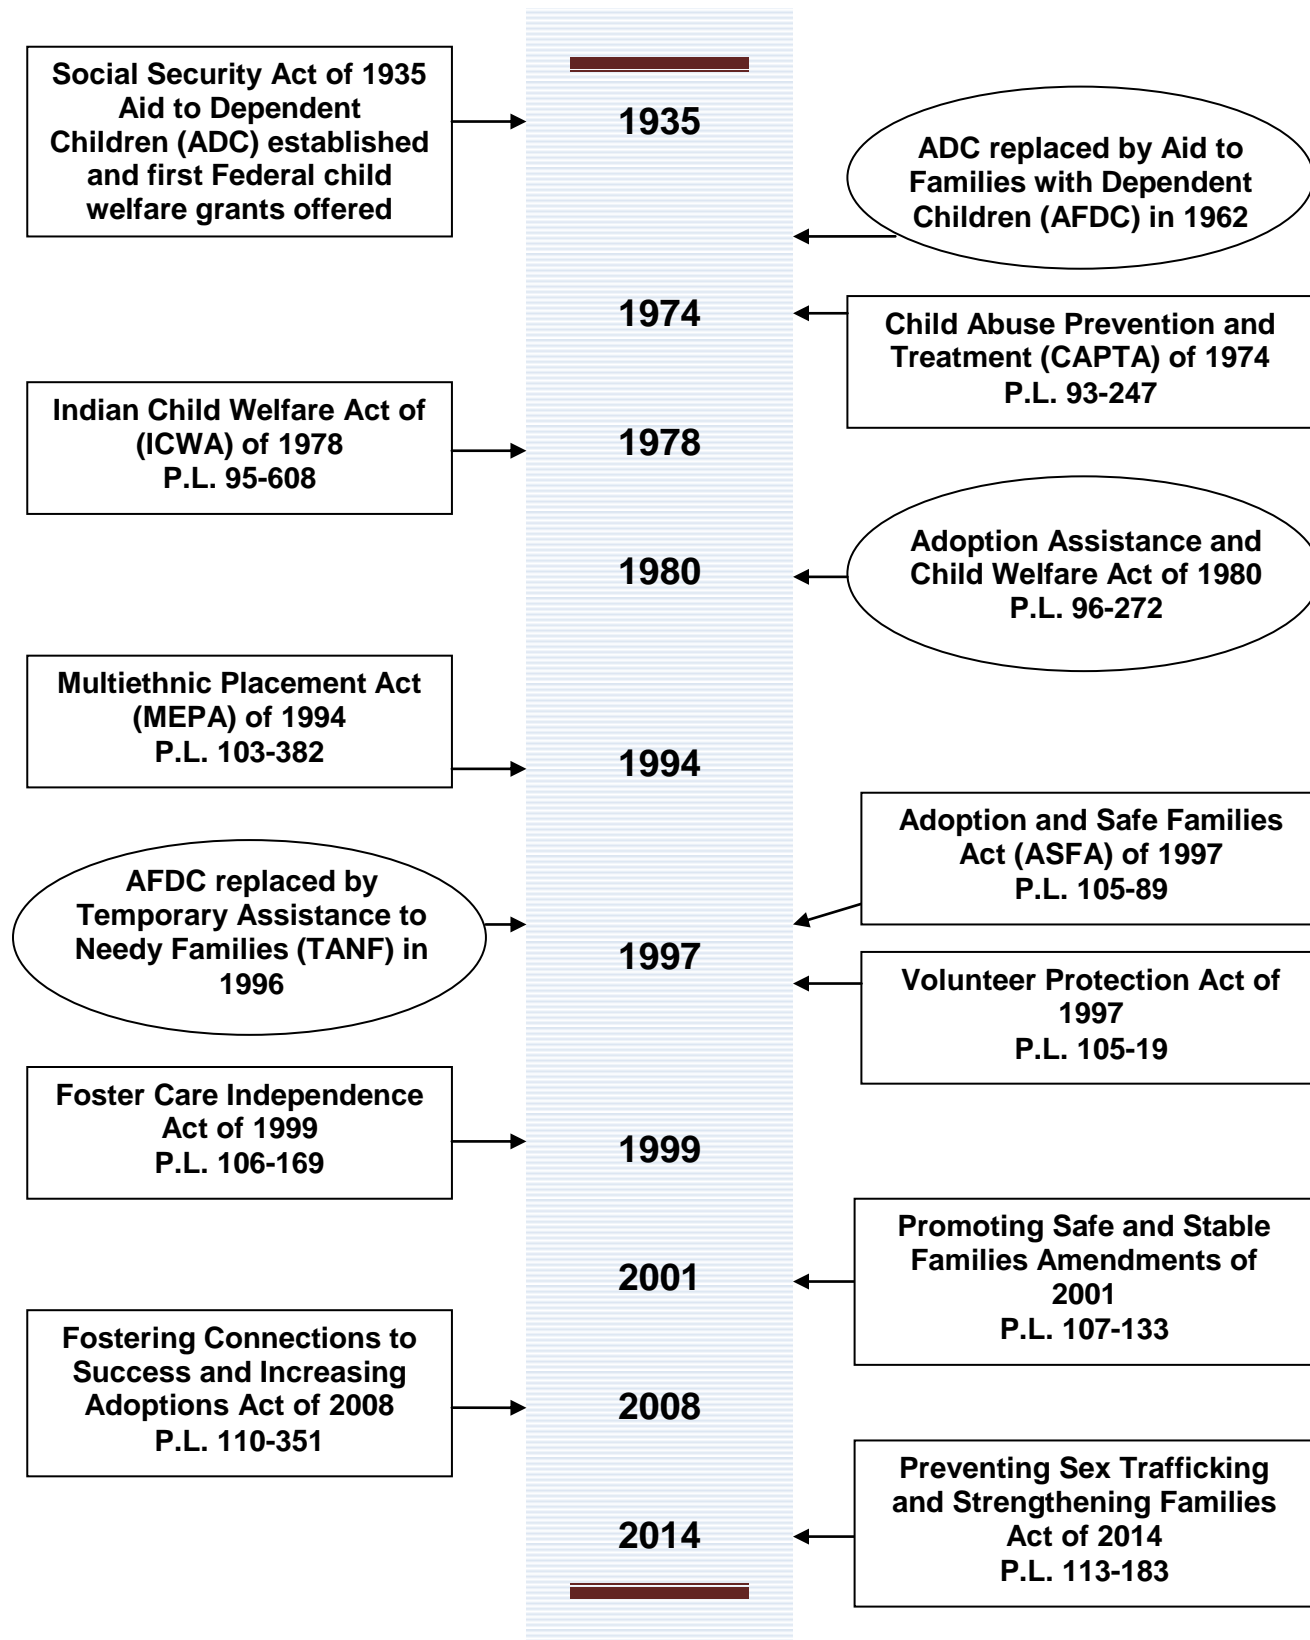 Social Security Act of 1935
Aid to Dependent
Children (ADC) established
and first Federal child
welfare grants offered
1935
ADC replaced by Aid to
Families with Dependent
Children (AFDC) in 1962
1974
Child Abuse Prevention and
Treatment (CAPTA) of 1974
P.L. 93-247
Indian Child Welfare Act of
(ICWA) of 1978
P.L. 95-608
1978
Adoption Assistance and
Child Welfare Act of 1980
P.L. 96-272
1980
Multiethnic Placement Act
(MEPA) of 1994
P.L. 103-382
1994
Adoption and Safe Families
Act (ASFA) of 1997
P.L. 105-89
AFDC replaced by
Temporary Assistance to
Needy Families (TANF) in
1996
1997
Volunteer Protection Act of
1997
P.L. 105-19
Foster Care Independence
Act of 1999
P.L. 106-169
1999
Promoting Safe and Stable
Families Amendments of
2001
P.L. 107-133
2001
Fostering Connections to
Success and Increasing
Adoptions Act of 2008
P.L. 110-351
2008
Preventing Sex Trafficking
and Strengthening Families
Act of 2014
P.L. 113-183
2014